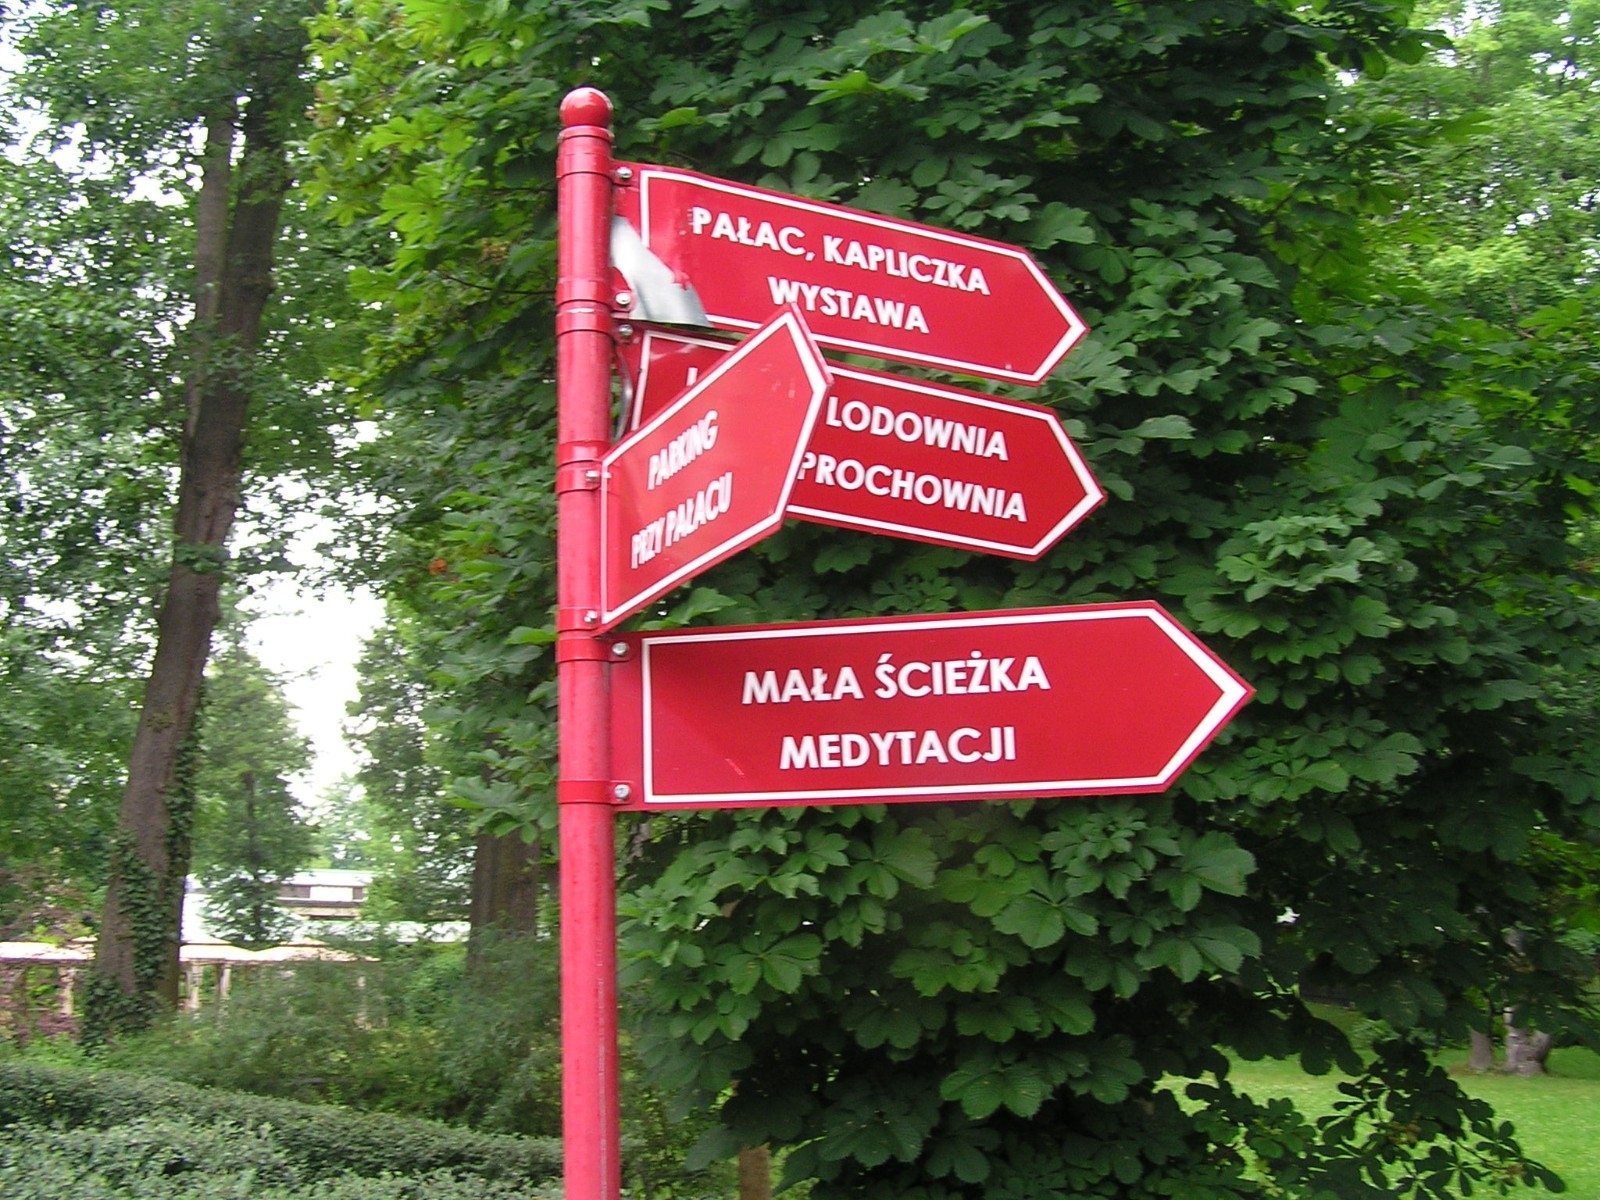 PAŁAC, KAPLICZKA
WYSTAWA
LODOWNIA
PROCHOWNIA
PARKING
PRZY PAŁACU
MAŁA ŚCIEŻKA
MEDYTACJI